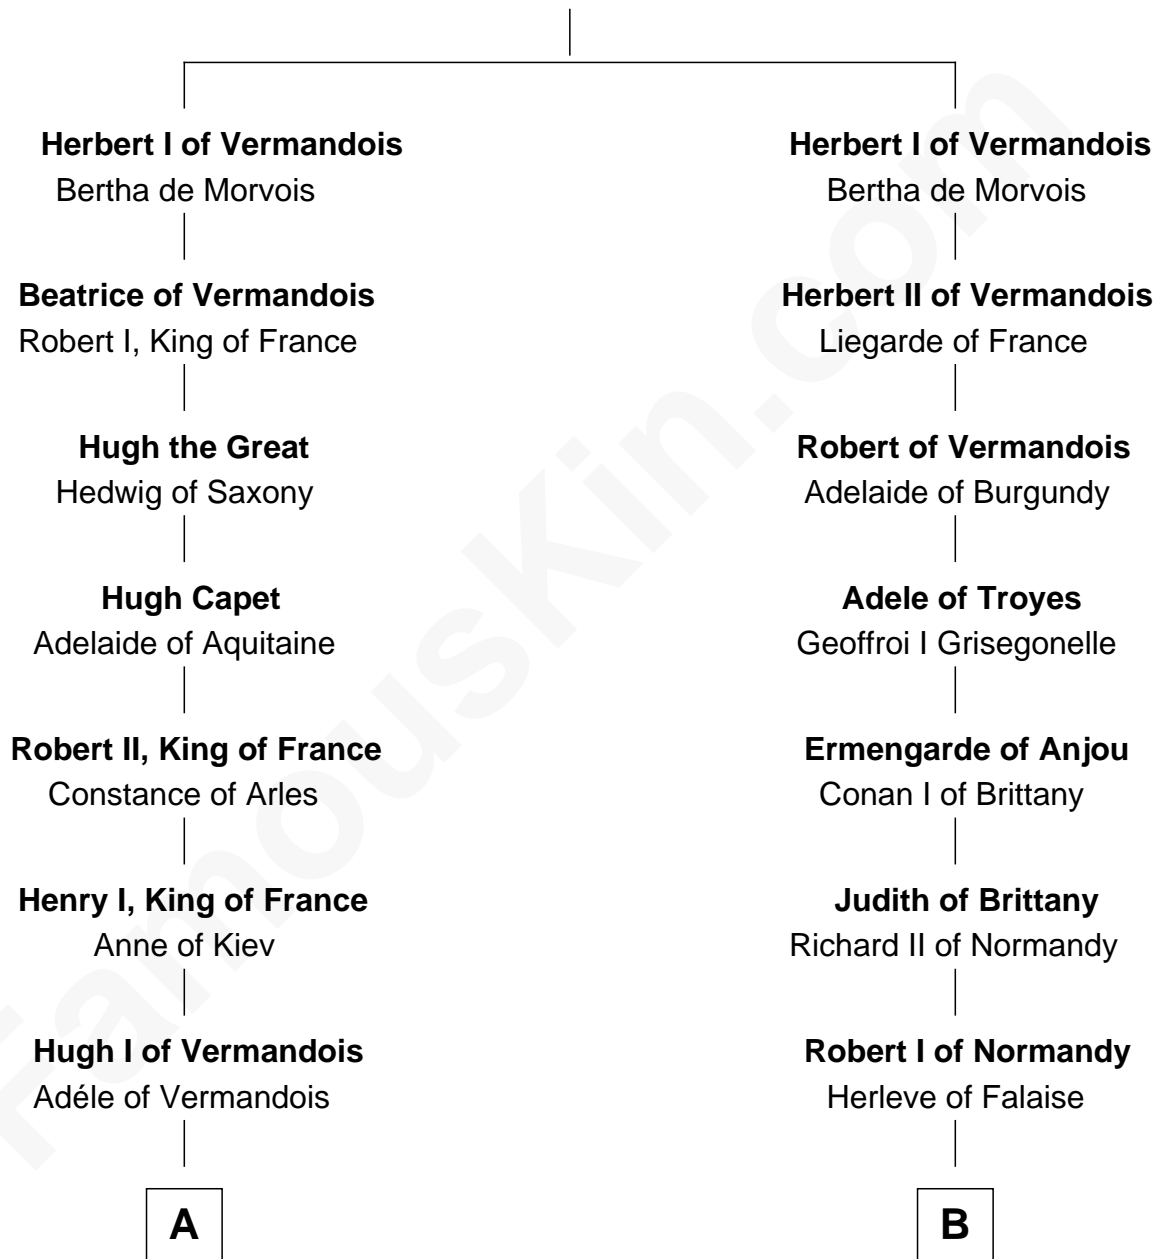 Herbert I of Vermandois
Bertha de Morvois
Beatrice of Vermandois
Robert I, King of France
Hugh the Great
Hedwig of Saxony
Hugh Capet
Adelaide of Aquitaine
Robert II, King of France
Constance of Arles
Henry I, King of France
Anne of Kiev
Hugh I of Vermandois
Adéle of Vermandois
A
Herbert I of Vermandois
Bertha de Morvois
Herbert II of Vermandois
Liegarde of France
Robert of Vermandois
Adelaide of Burgundy
Adele of Troyes
Geoffroi I Grisegonelle
Ermengarde of Anjou
Conan I of Brittany
Judith of Brittany
Richard II of Normandy
Robert I of Normandy
Herleve of Falaise
B
FamousKin.com